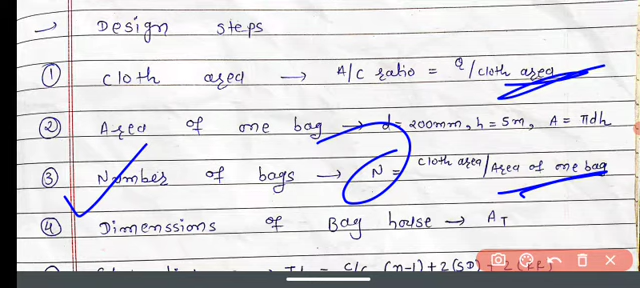 → Design steps
① Cloth area → A/C ratio = Q/cloth area
② Area of one bag → d = 200mm, h = 5m, A = πdh
③ Number of bags → N = cloth area/Area of one bag
④ Dimenssions of Bag house → A_T